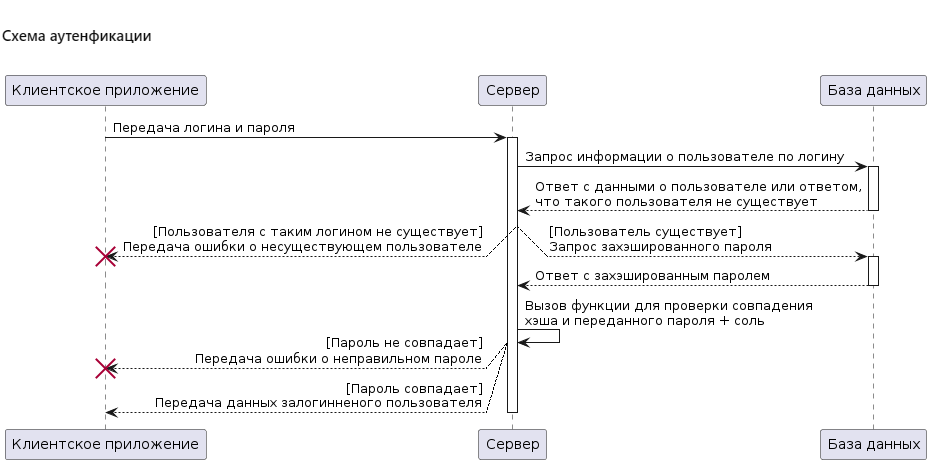 Схема аутенфикации
Клиентское приложение
Сервер
База данных
Передача логина и пароля
Запрос информации о пользователе по логину
Ответ с данными о пользователе или ответом,
что такого пользователя не существует
[Пользователя с таким логином не существует]
Передача ошибки о несуществующем пользователе
[Пользователь существует]
Запрос захэшированного пароля
Ответ с захэшированным паролем
Вызов функции для проверки совпадения
хэша и переданного пароля + соль
[Пароль не совпадает]
Передача ошибки о неправильном пароле
[Пароль совпадает]
Передача данных залогинненого пользователя
Клиентское приложение
Сервер
База данных